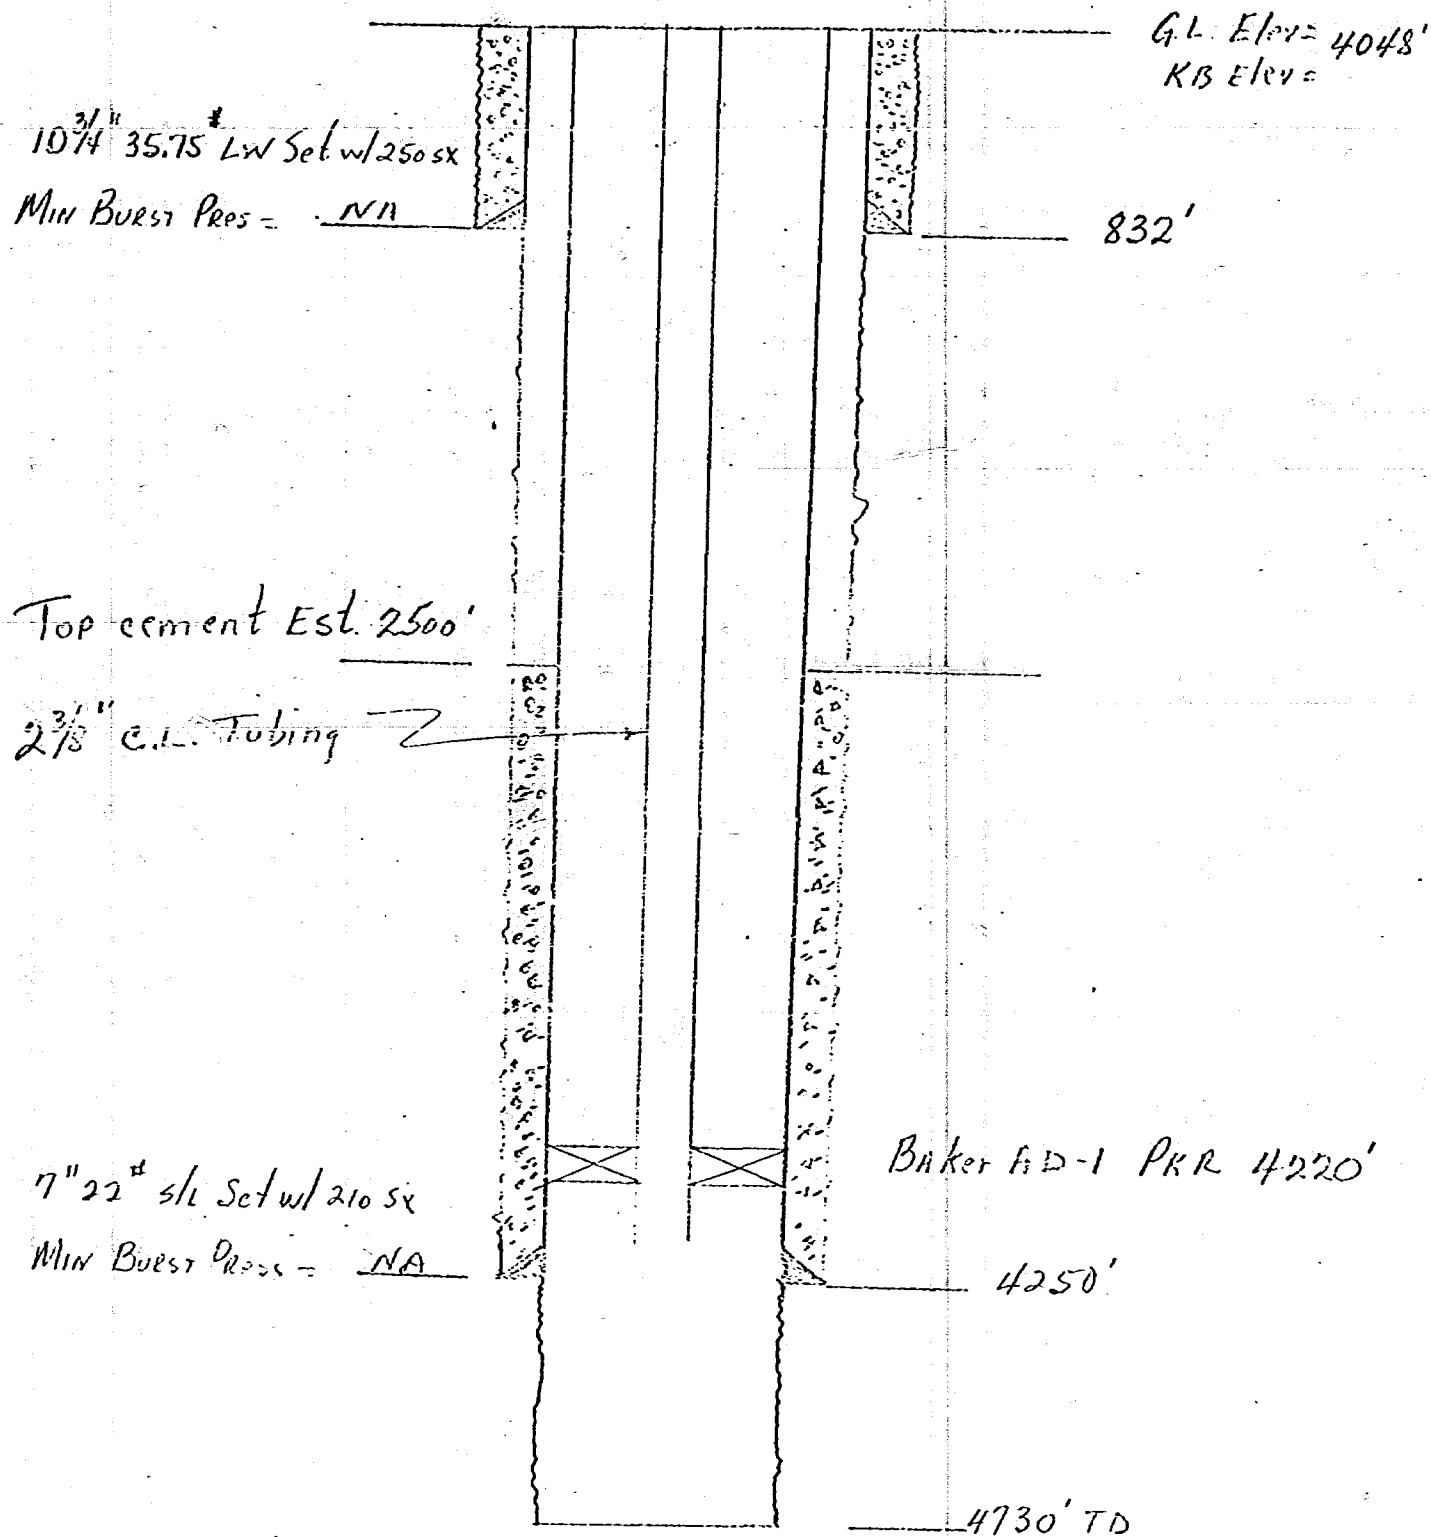 G.L. Elev= 4048'
KB Elev=
10 3/4" 35.75# LW Set w/250 sx
Min Burst Pres = NA
832'
Top cement Est. 2500'
2 3/8" C.L. Tubing
Baker AD-1 PKR 4220'
7" 22# s/L Set w/ 210 sx
Min Burst Press = NA
4250'
4730' TD